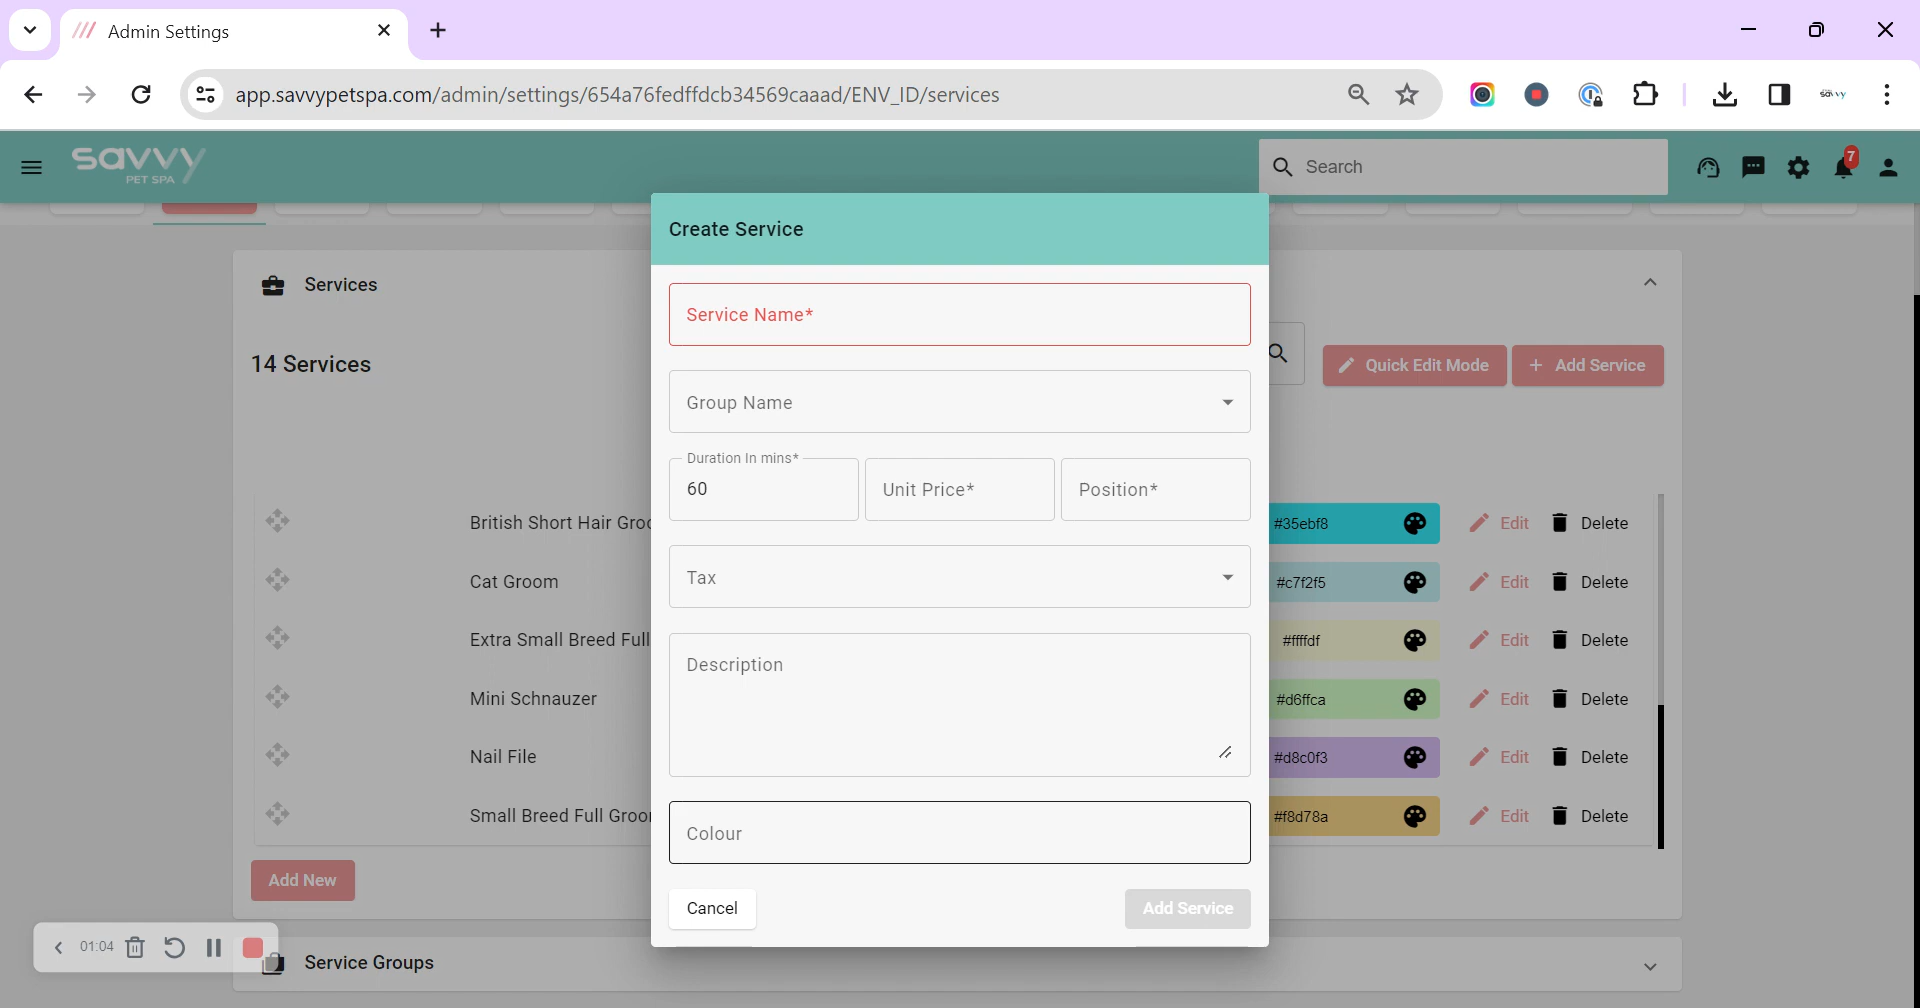 Admin Settings
app.savvypetspa.com/admin/settings/654a76fedffdcb34569caaad/ENV_ID/services
savvy
savvy
PET SPA
Search
7
Create Service
Services
Service Name*
14 Services
Quick Edit Mode
Add Service
Group Name
Duration In mins*
60
Unit Price*
Position*
British Short Hair Groo
#35ebf8
Edit
Delete
Cat Groom
Tax
#c7f2f5
Edit
Delete
Extra Small Breed Full
#ffffdf
Edit
Delete
Description
Mini Schnauzer
#d6ffca
Edit
Delete
Nail File
#d8c0f3
Edit
Delete
Small Breed Full Groo
#f8d78a
Edit
Delete
Colour
Add New
Cancel
Add Service
01:04
Service Groups